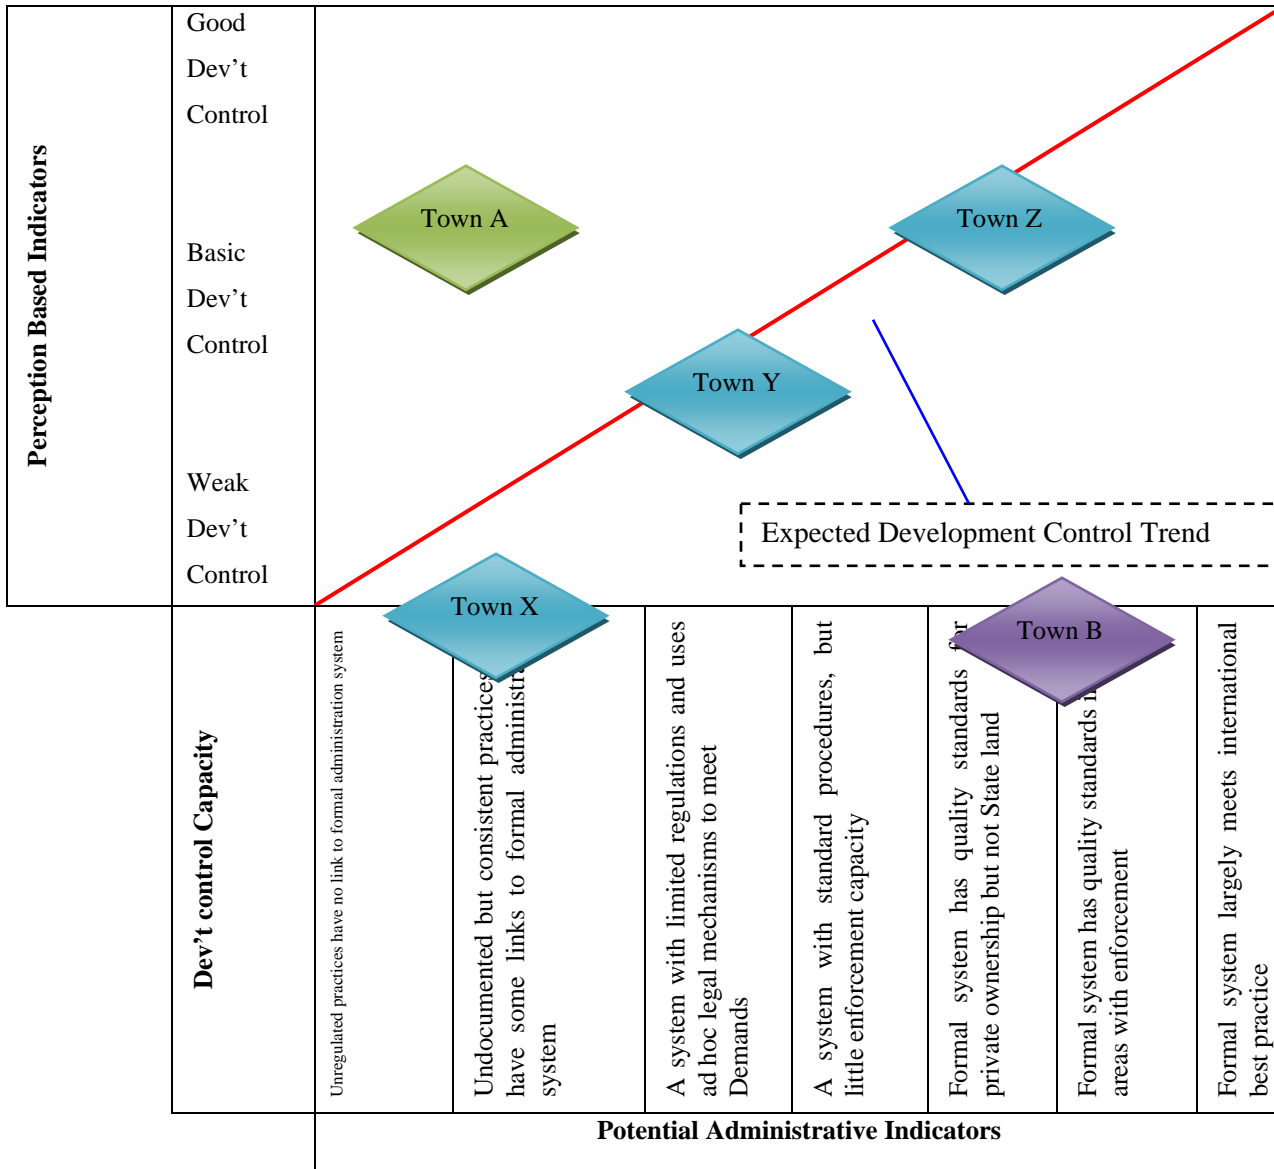 Good
Dev’t
Control
Basic
Dev’t
Control
Weak
Dev’t
Control
Perception Based Indicators
Town A
Town Z
Town Y
Expected Development Control Trend
Town X
Town B
Dev’t control Capacity
Unregulated practices have no link to formal administration system
Undocumented but consistent practices
have some links to formal
system
A system with limited regulations and uses
ad hoc legal mechanisms to meet
Demands
A system with standard procedures, but
little enforcement capacity
Formal system has quality standards for
private ownership but not State land
Formal system has quality standards
areas with enforcement
Formal system largely meets international
best practice
Potential Administrative Indicators